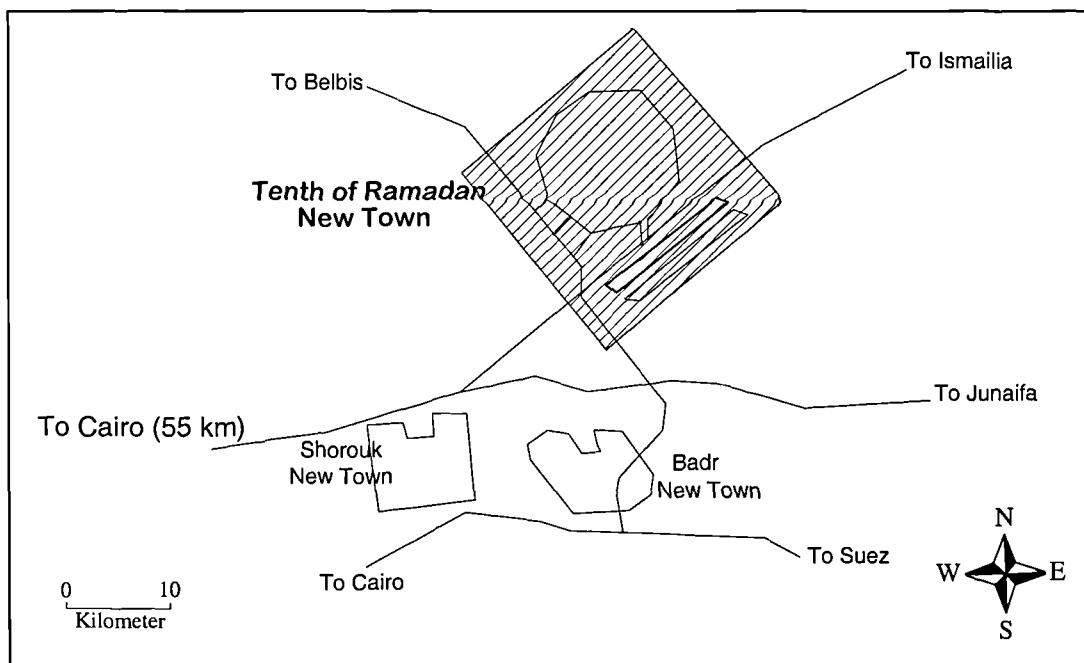 To Ismailia
To Belbis
Tenth of Ramadan
New Town
To Junaifa
To Cairo (55 km)
Shorouk
New Town
Badr
New Town
To Suez
To Cairo
N
W E
S
0 10
Kilometer